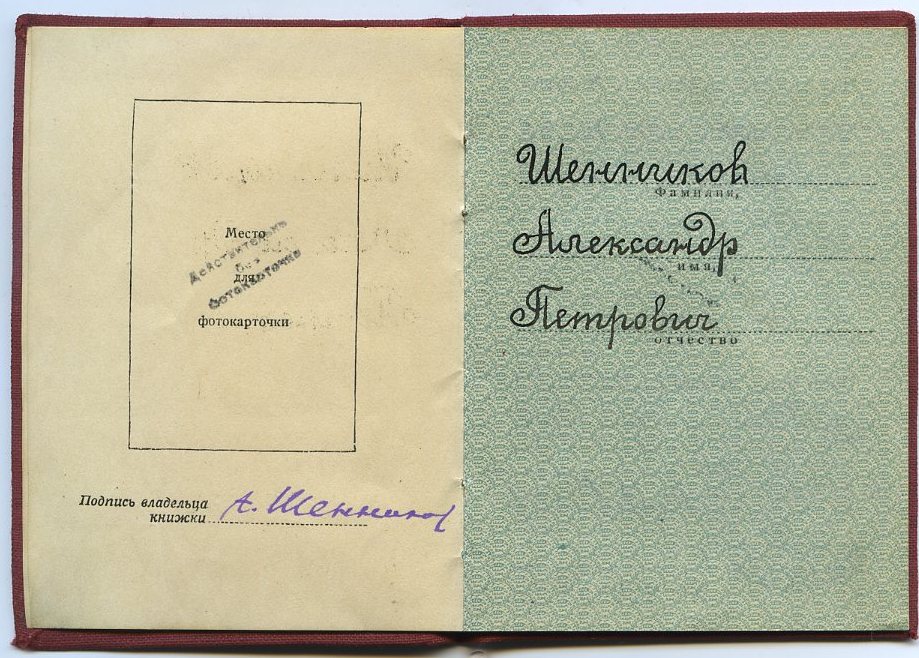 Место
для
фотокарточки
Действительна
без
фотокарточки
Подпись владельца
книжки
А. Шенников
Шенников
Фамилия,
Александр
имя,
Петрович
отчество